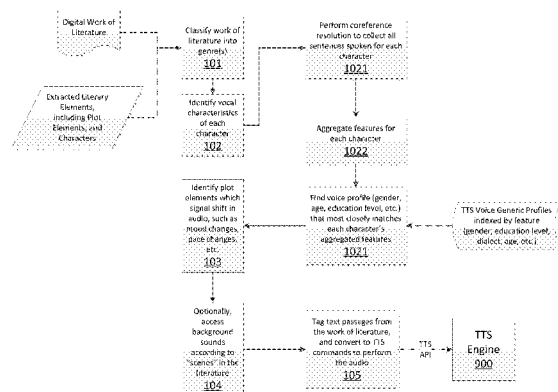 Digital Work of
Literature
Extracted Literary
Elements,
including Plot
Elements, and
Characters
Classify work of
literature into
genre(s)
101
Identify vocal
characteristics
of each
character
102
Perform coreference
resolution to collect all
sentences spoken for each
character
1021
Aggregate features for
each character
1022
Find voice profile (gender,
age, education level, etc.)
that most closely matches
each character's
aggregated features
1021
TTS Voice Generic Profiles
indexed by feature
(gender, education level,
dialect, age, etc.)
Identify plot
elements which
signal shift in
audio, such as
mood changes,
pace changes,
etc.
103
Optionally,
access
background
sounds
according to
"scenes" in the
literature
104
Tag text passages from
the work of literature,
and convert to TTS
commands to perform
the audio
105
TTS
API
TTS
Engine
900